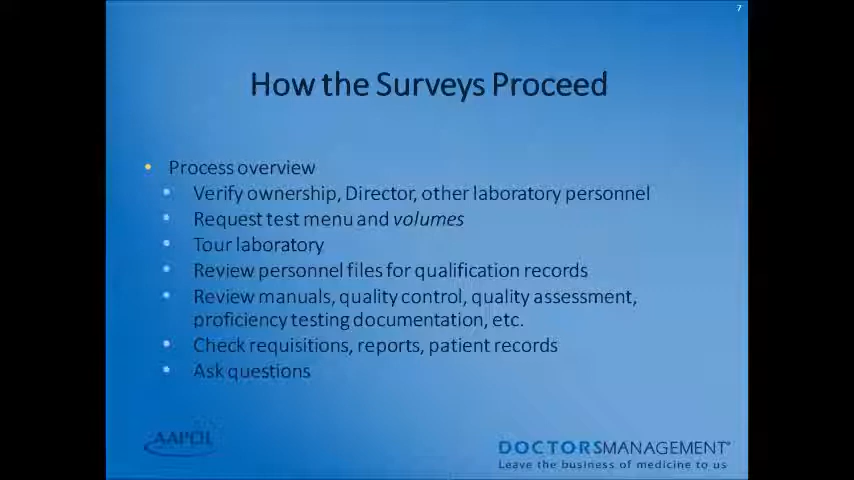 7
How the Surveys Proceed
• Process overview
• Verify ownership, Director, other laboratory personnel
• Request test menu and volumes
• Tour laboratory
• Review personnel files for qualification records
• Review manuals, quality control, quality assessment,
proficiency testing documentation, etc.
• Check requisitions, reports, patient records
• Ask questions
DOCTORSMANAGEMENT
Leave the business of medicine to us